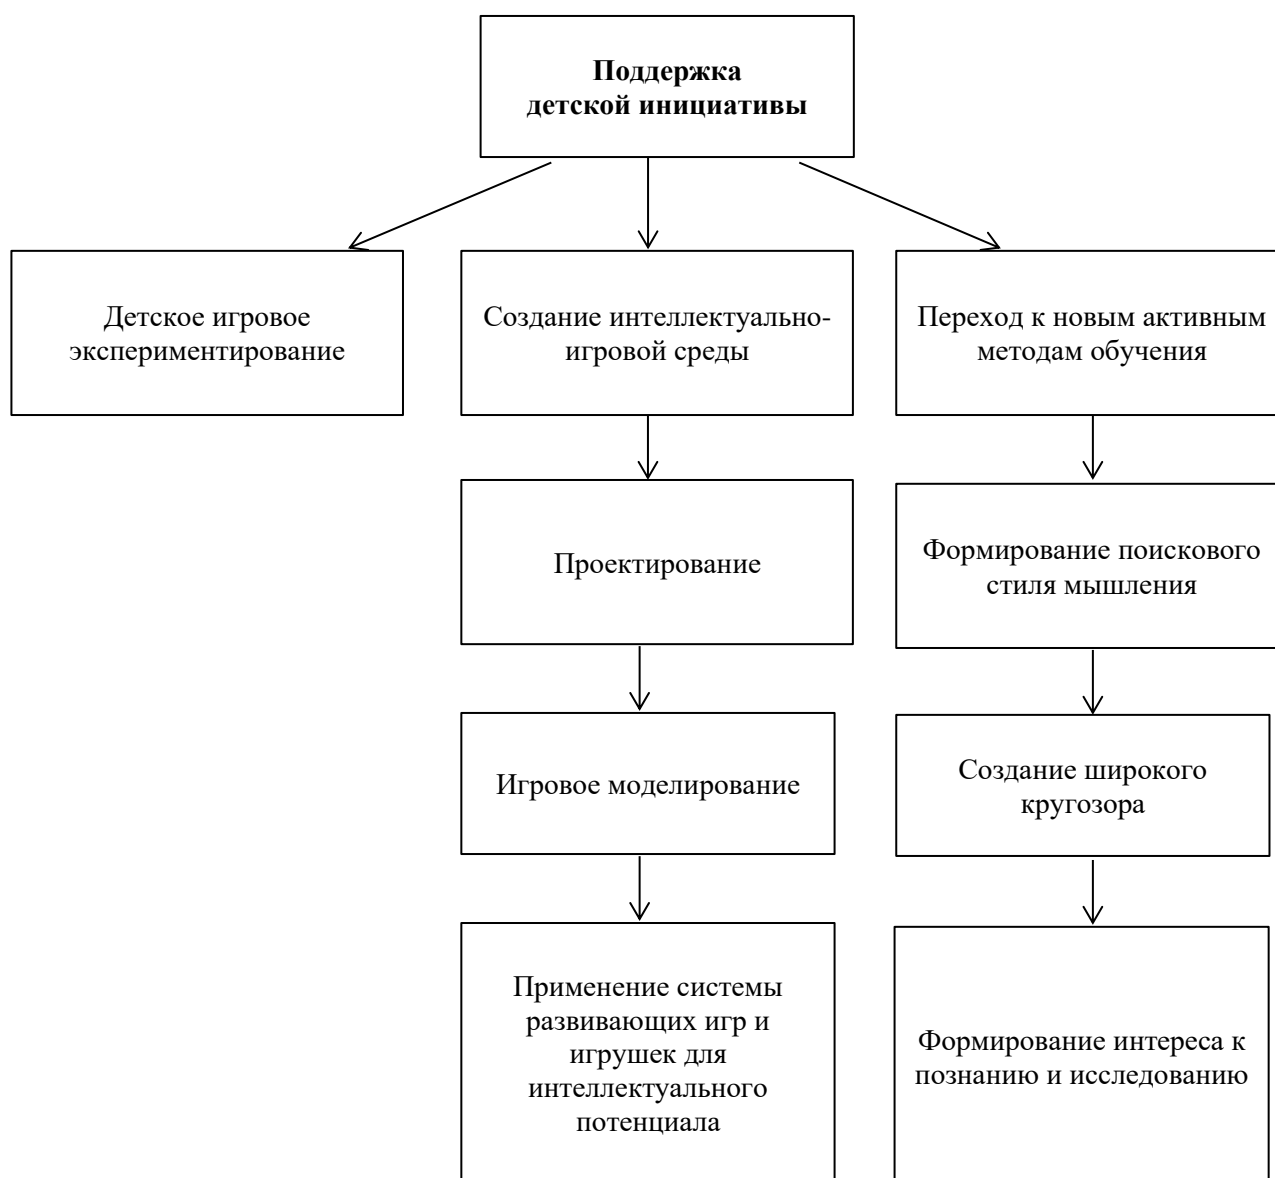 Поддержка
детской инициативы
Детское игровое
экспериментирование
Создание интеллектуально-
игровой среды
Переход к новым активным
методам обучения
Проектирование
Формирование поискового
стиля мышления
Игровое моделирование
Создание широкого
кругозора
Применение системы
развивающих игр и
игрушек для
интеллектуального
потенциала
Формирование интереса к
познанию и исследованию